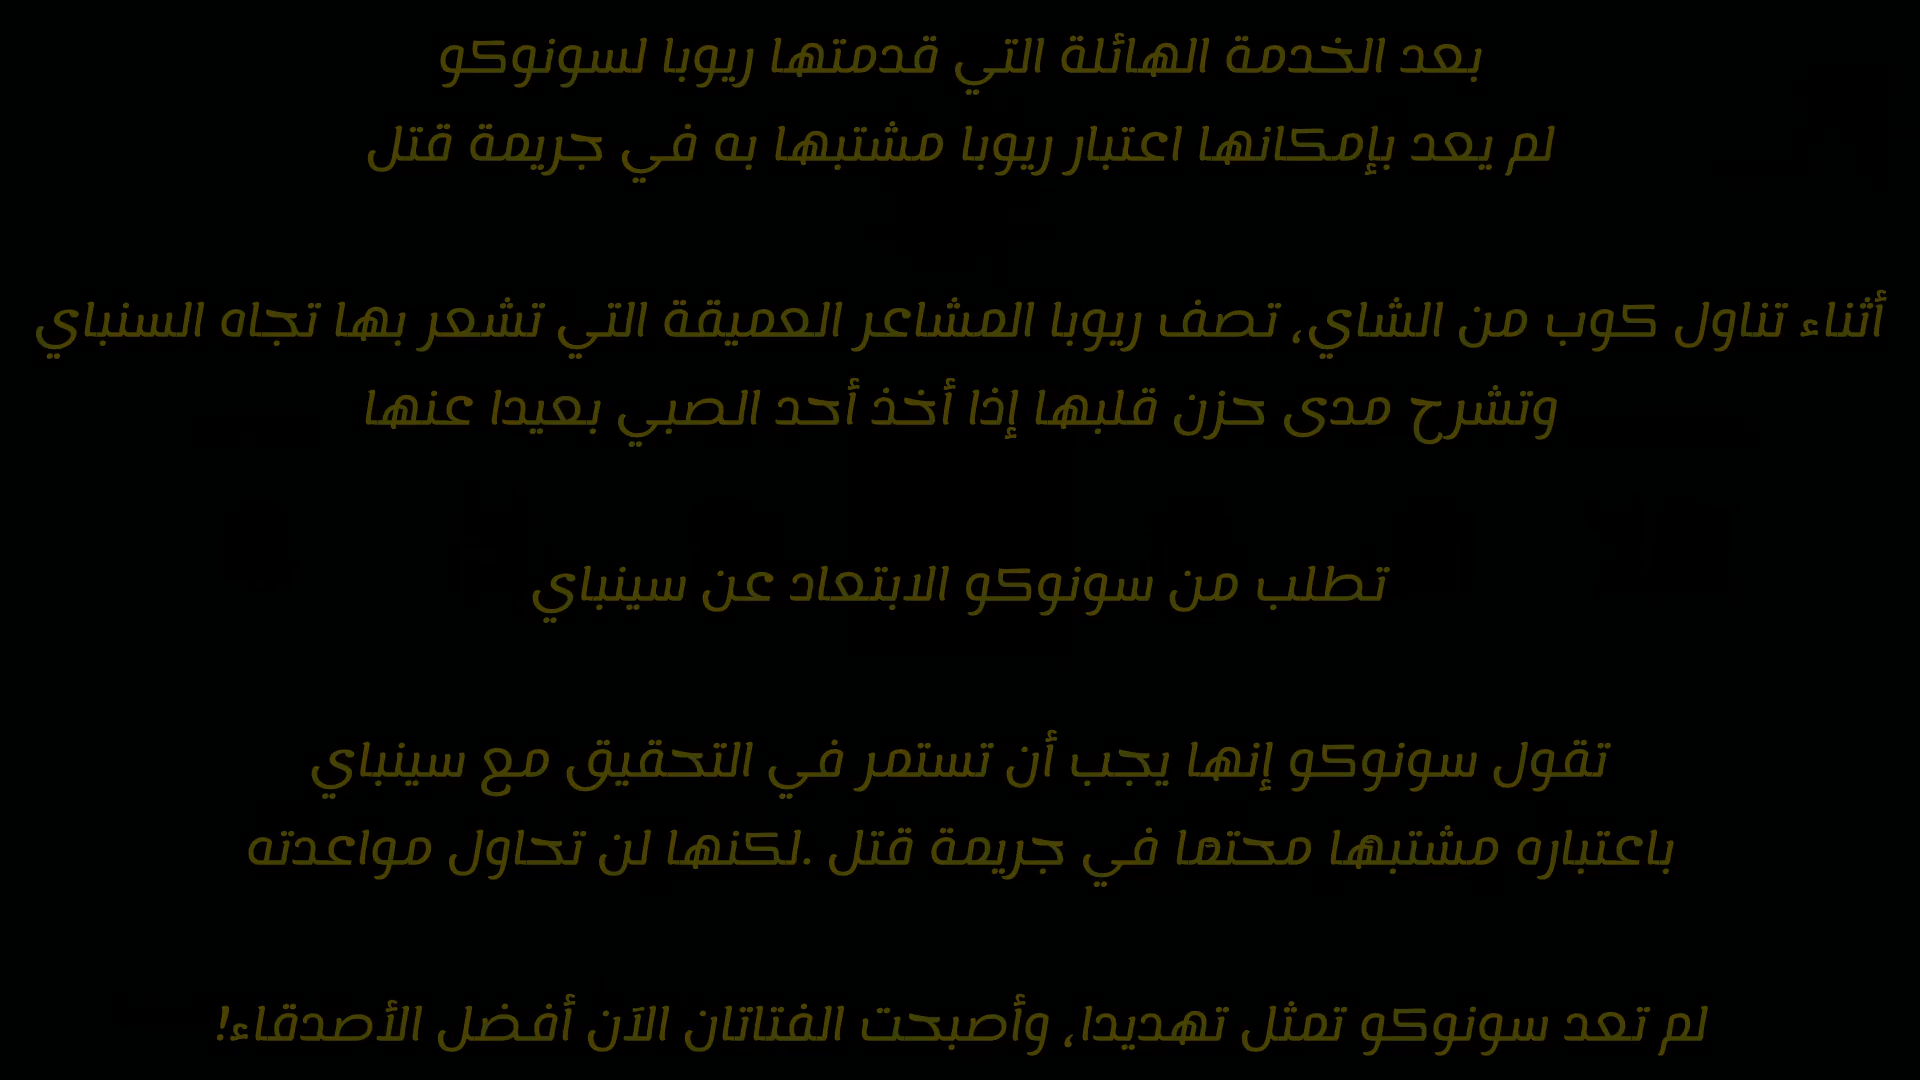 بعد الخدمة الهائلة التي قدمتها ريوبا لسونوكو
لم يعد بإمكانها اعتبار ريوبا مشتبها به في جريمة قتل
أثناء تناول كوب من الشاي، تصف ريوبا المشاعر العميقة التي تشعر بها تجاه السنباي
وتشرح مدى حزن قلبها إذا أخذ أحد الصبي بعيدا عنها
تطلب من سونوكو الابتعاد عن سينباي
تقول سونوكو إنها يجب أن تستمر في التحقيق مع سينباي
باعتباره مشتبهًا محتمًا في جريمة قتل .لكنها لن تحاول مواعدته
لم تعد سونوكو تمثل تهديدا، وأصبحت الفتاتان الآن أفضل الأصدقاء!